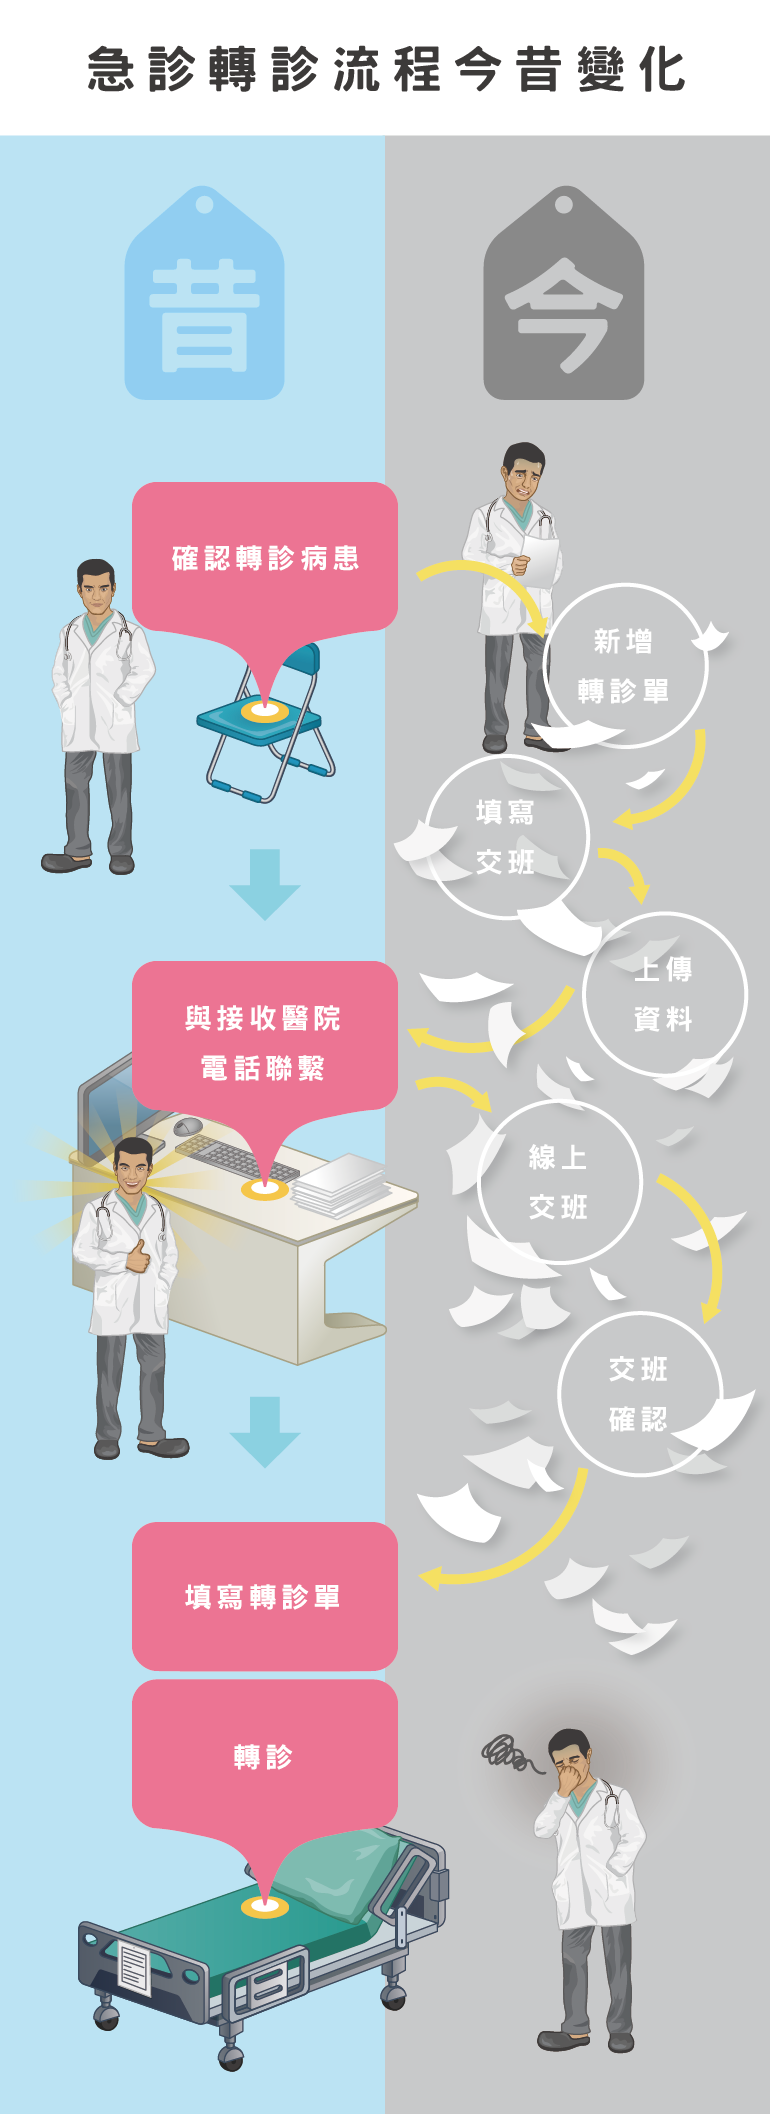 急診轉診流程今昔變化
昔
今
確認轉診病患
新增
轉診單
填寫
交班
上傳
資料
與接收醫院
電話聯繫
線上
交班
交班
確認
填寫轉診單
轉診